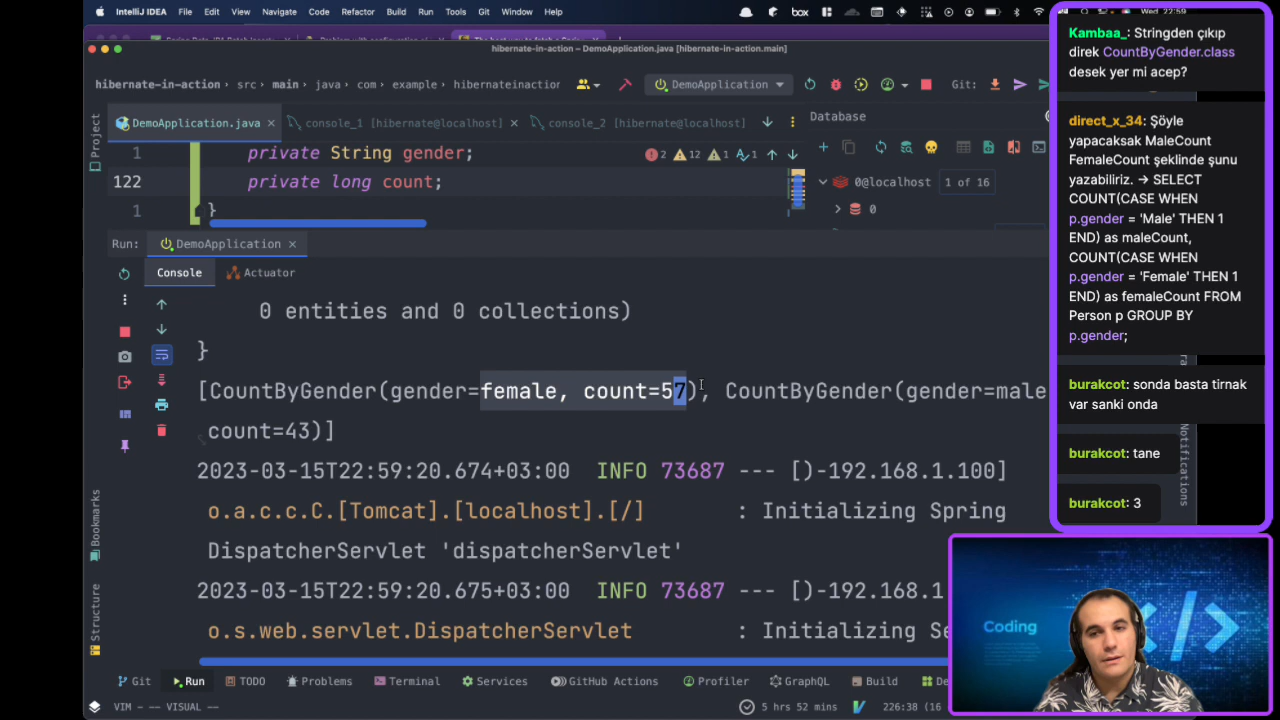 IntelliJ IDEA File Edit View Navigate Code Refactor Build Run Tools Git Window Help
box
Wed 22:59
hibernate-in-action – DemoApplication.java [hibernate-in-action.main]
hibernate-in-action › src › main › java › com › example › hibernateinaction
DemoApplication
Git:
Project
DemoApplication.java
console_1 [hibernate@localhost]
console_2 [hibernate@localhost]
Database
1 private String gender;
2 12 1
122 private long count;
1 }
0@localhost 1 of 16
0
Run: DemoApplication
Console
Actuator
0 entities and 0 collections)
}
[CountByGender(gender=female, count=57), CountByGender(gender=male
count=43)]
2023-03-15T22:59:20.674+03:00 INFO 73687 --- [)-192.168.1.100]
o.a.c.c.C.[Tomcat].[localhost].[/] : Initializing Spring
DispatcherServlet 'dispatcherServlet'
2023-03-15T22:59:20.675+03:00 INFO 73687 --- [)-192.168.1
o.s.web.servlet.DispatcherServlet : Initializing Se
Bookmarks
Structure
Notifications
Git Run TODO Problems Terminal Services GitHub Actions Profiler GraphQL Build De
VIM – -- VISUAL --
5 hrs 52 mins
226:38 (16
Kambaa_: Stringden çıkıp
direk CountByGender.class
desek yer mi acep?
direct_x_34: Şöyle
yapacaksak MaleCount
FemaleCount şeklinde şunu
yazabiliriz. -> SELECT
COUNT(CASE WHEN
p.gender = 'Male' THEN 1
END) as maleCount,
COUNT(CASE WHEN
p.gender = 'Female' THEN 1
END) as femaleCount FROM
Person p GROUP BY
p.gender;
burakcot: sonda basta tirnak
var sanki onda
burakcot: tane
burakcot: 3
Coding